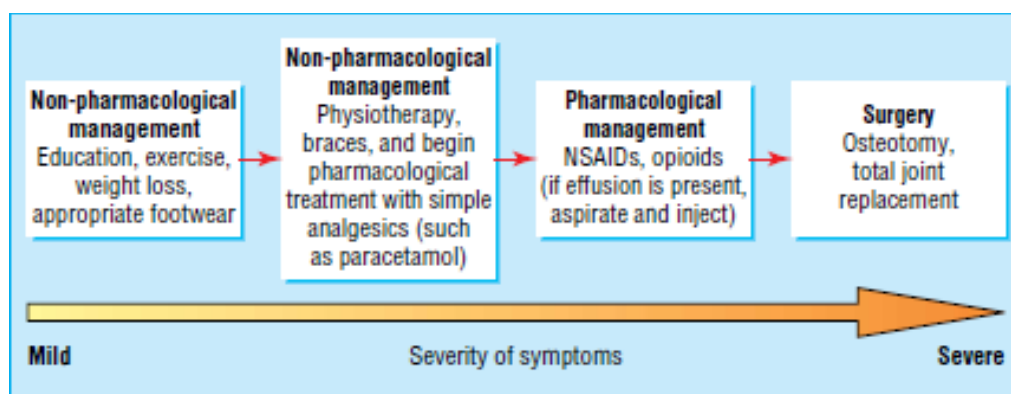 Non-pharmacological
management
Education, exercise,
weight loss,
appropriate footwear
Non-pharmacological
management
Physiotherapy,
braces, and begin
pharmacological
treatment with simple
analgesics (such
as paracetamol)
Pharmacological
management
NSAIDs, opioids
(if effusion is present,
aspirate and inject)
Surgery
Osteotomy,
total joint
replacement
Mild
Severity of symptoms
Severe